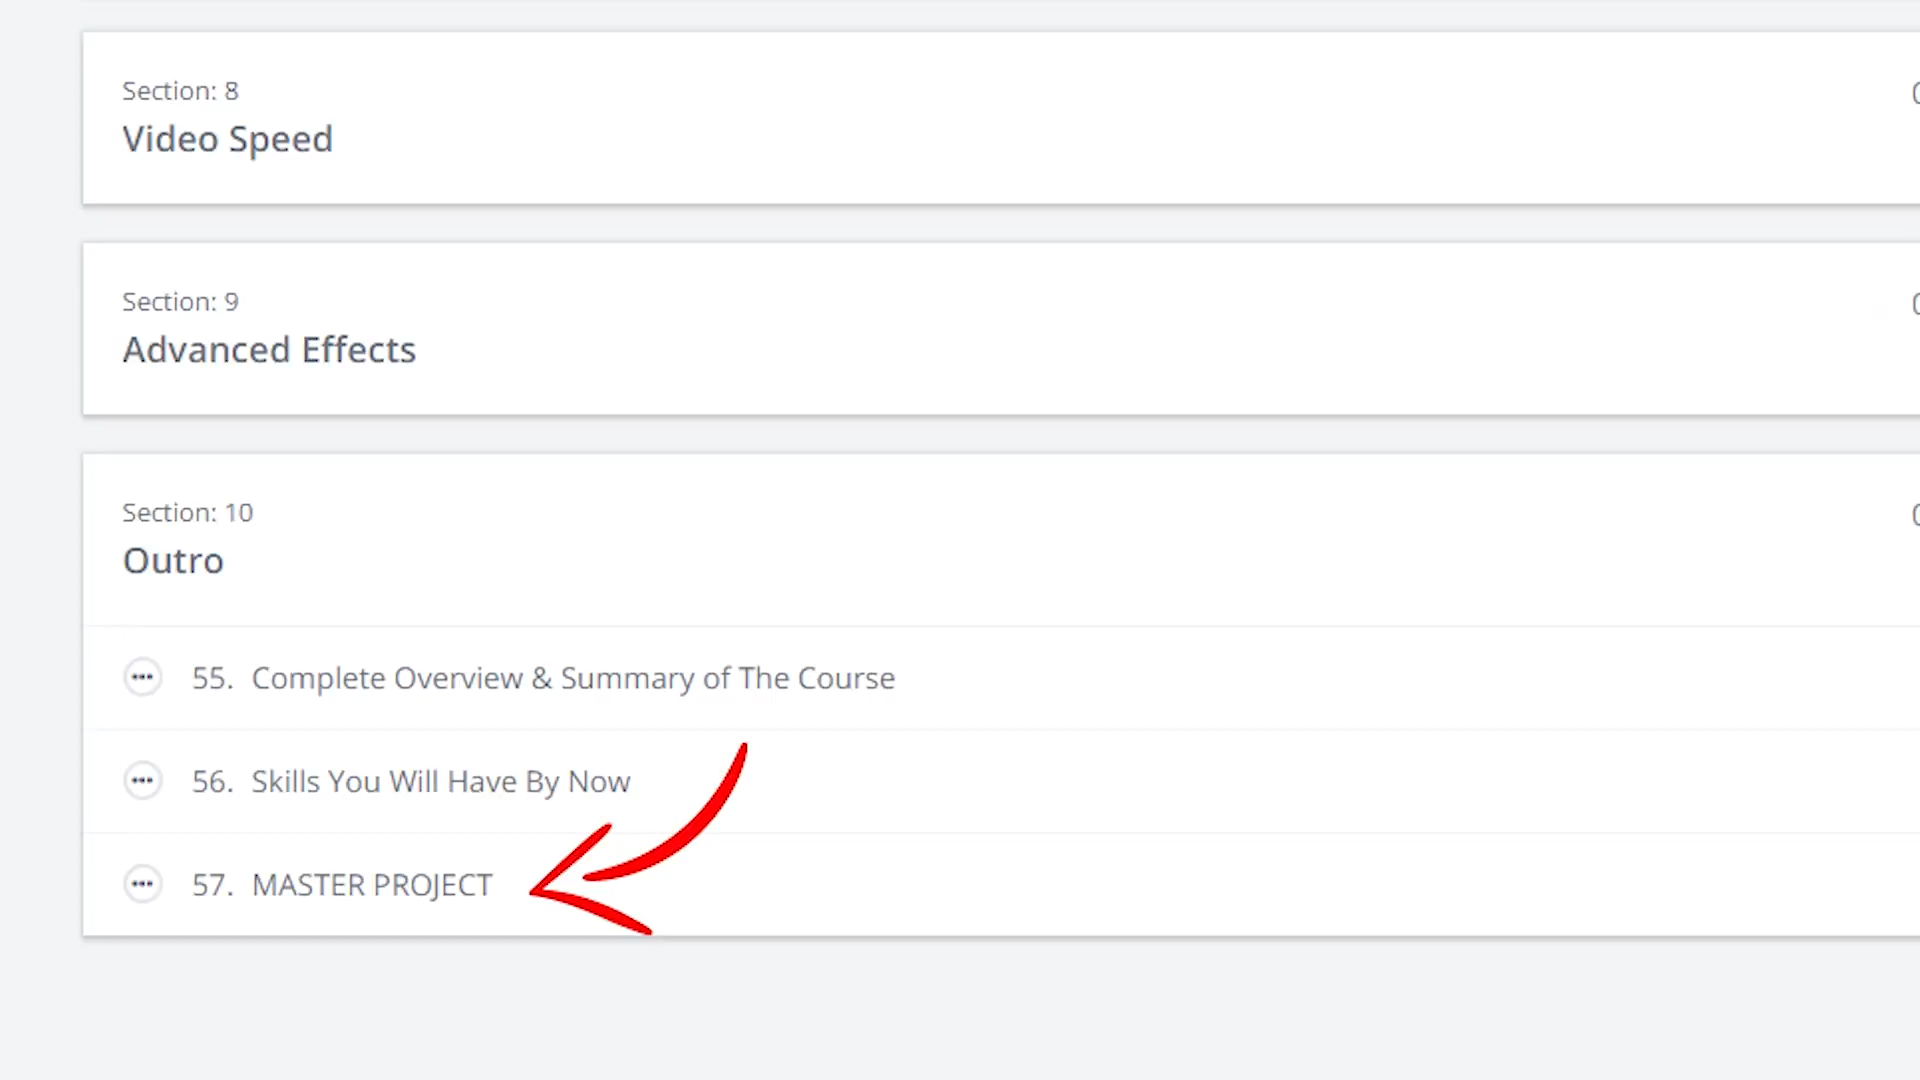 Section: 8
Video Speed
Section: 9
Advanced Effects
Section: 10
Outro
55. Complete Overview & Summary of The Course
56. Skills You Will Have By Now
57. MASTER PROJECT